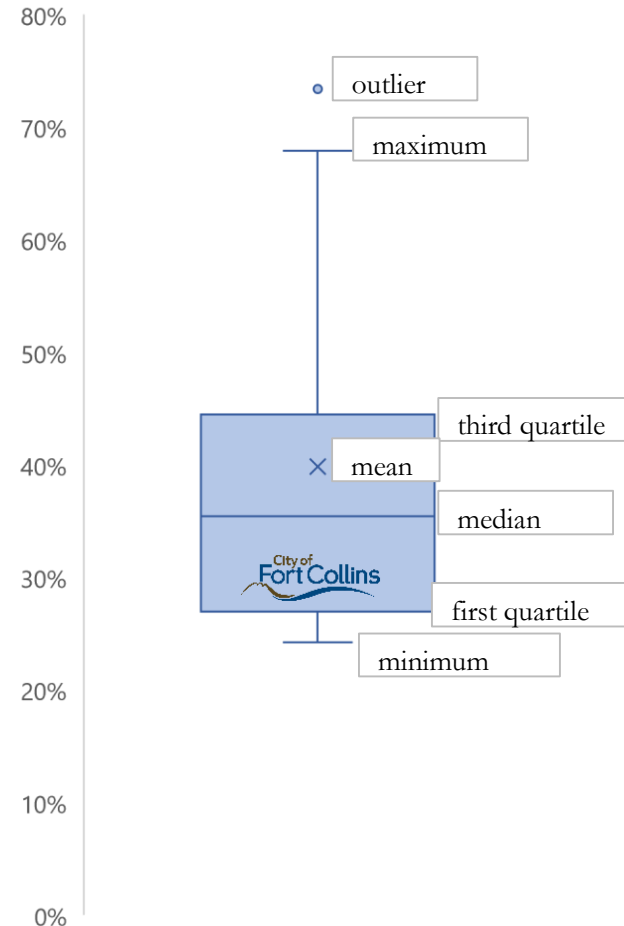 80%
outlier
70%
maximum
60%
50%
third quartile
40%
mean
median
City of
Fort Collins
30%
first quartile
minimum
20%
10%
0%